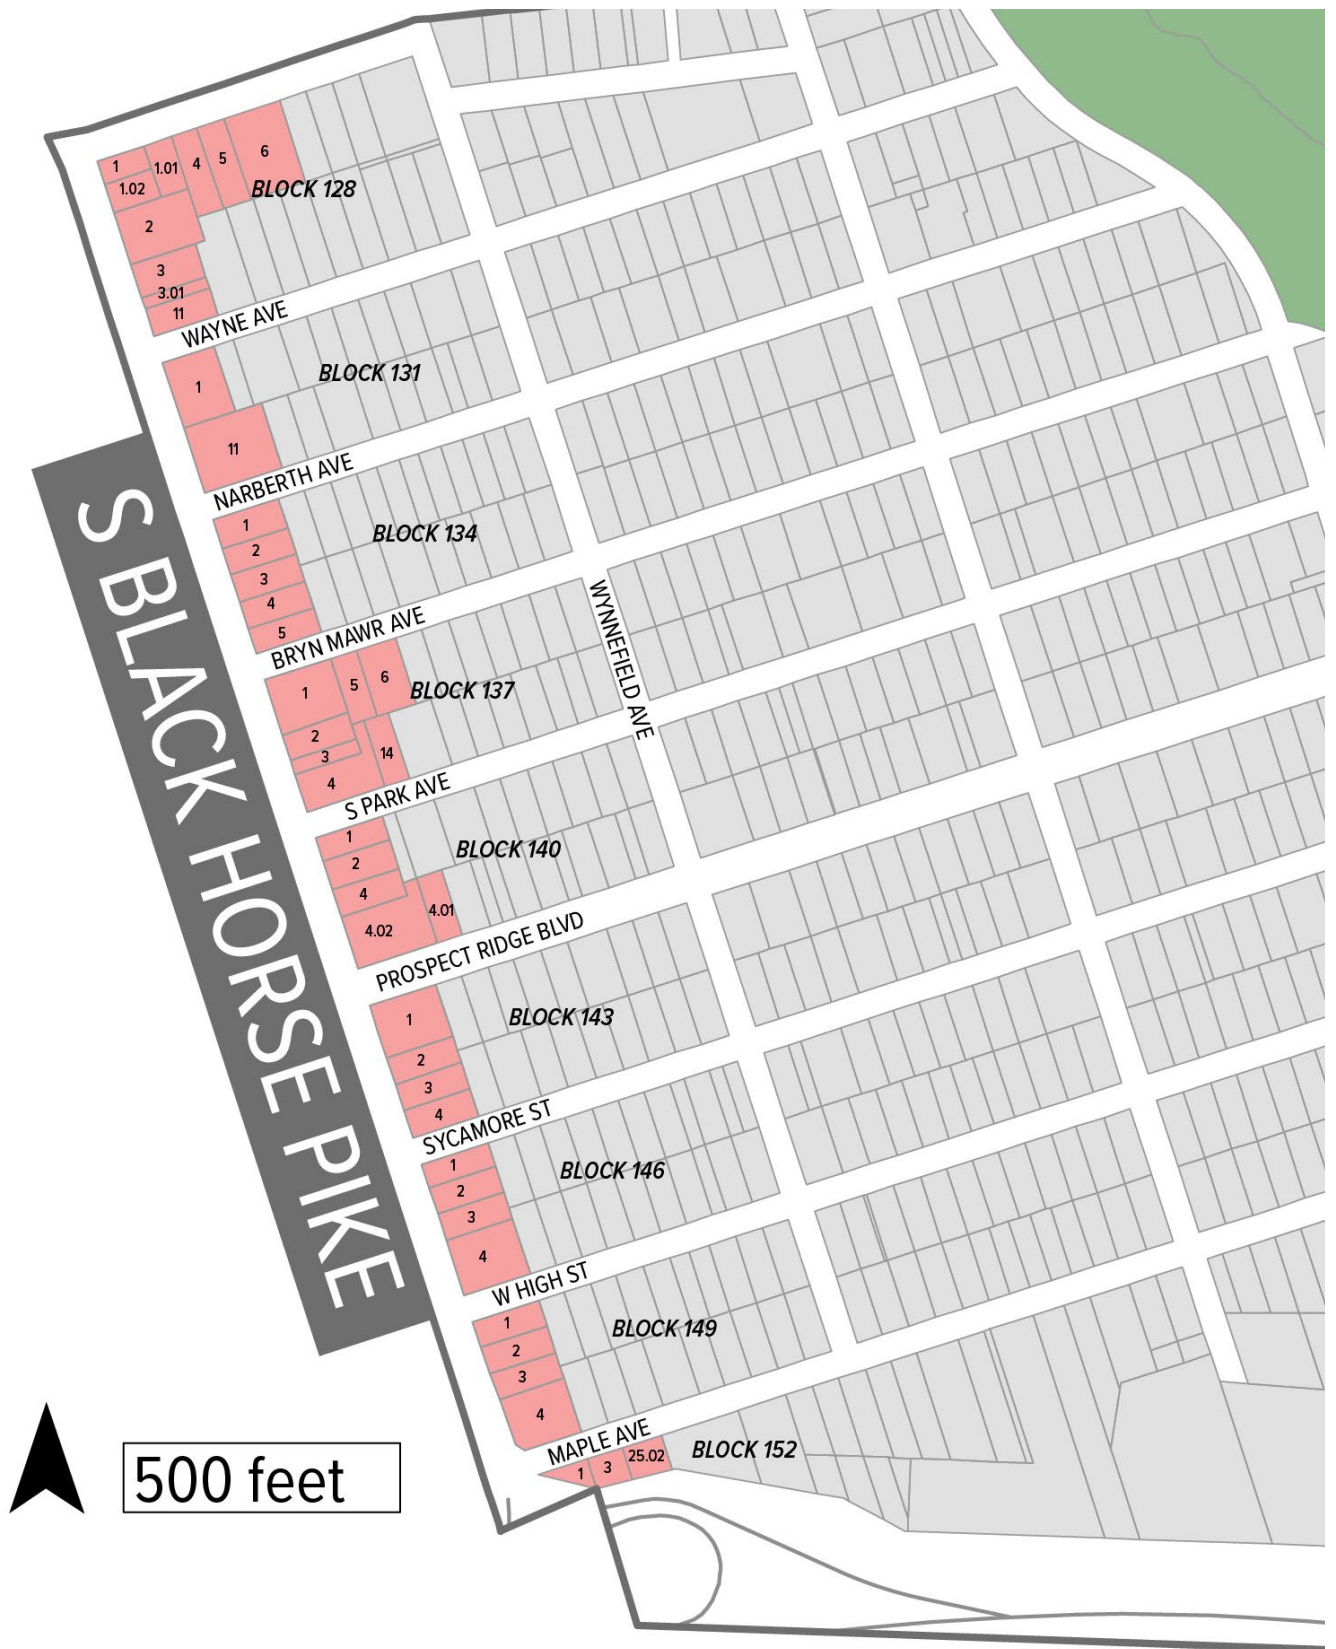 1
1.01
4
5
6
1.02
BLOCK 128
2
3
3.01
11
WAYNE AVE
1
BLOCK 131
11
NARBERTH AVE
1
2
3
4
5
BLOCK 134
BRYN MAWR AVE
1
5
6
BLOCK 137
2
3
4
14
WYNNEFIELD AVE
S PARK AVE
1
2
4
4.01
4.02
BLOCK 140
PROSPECT RIDGE BLVD
1
2
3
4
BLOCK 143
SYCAMORE ST
1
2
3
4
BLOCK 146
W HIGH ST
1
2
3
4
BLOCK 149
MAPLE AVE
1
3
25.02
BLOCK 152
S BLACK HORSE PIKE
500 feet